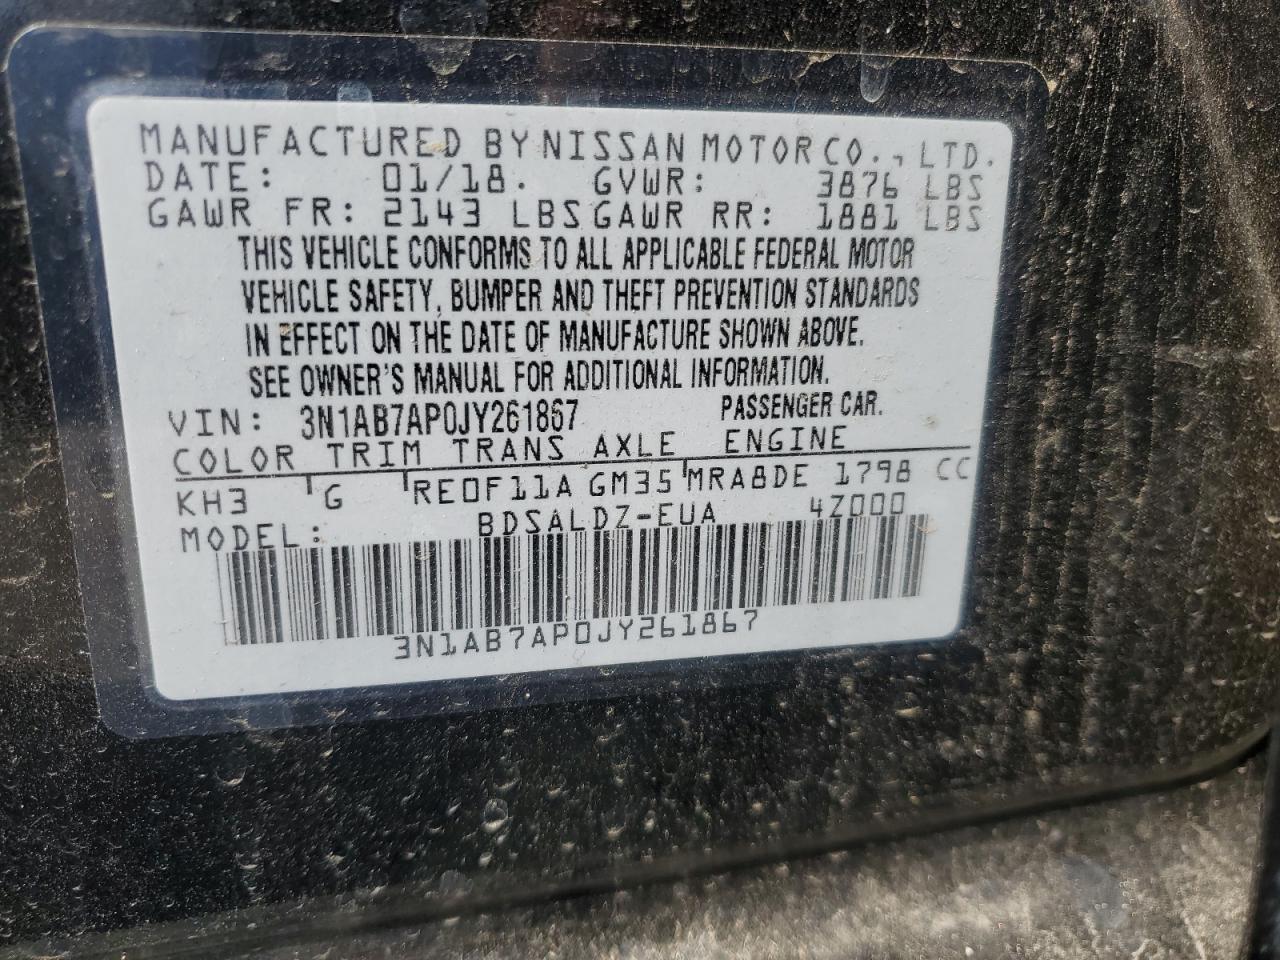 MANUFACTURED BY NISSAN MOTOR CO., LTD.
DATE: 01/18. GVWR: 3876 LBS
GAWR FR: 2143 LBS GAWR RR: 1881 LBS
THIS VEHICLE CONFORMS TO ALL APPLICABLE FEDERAL MOTOR
VEHICLE SAFETY, BUMPER AND THEFT PREVENTION STANDARDS
IN EFFECT ON THE DATE OF MANUFACTURE SHOWN ABOVE.
SEE OWNER'S MANUAL FOR ADDITIONAL INFORMATION.
VIN: 3N1AB7AP0JY261867 PASSENGER CAR.
COLOR TRIM TRANS AXLE ENGINE
KH3 G RE0F11A GM35 MRA8DE 1798 CC
MODEL: BDSALDZ-EUA 4Z000
3N1AB7AP0JY261867